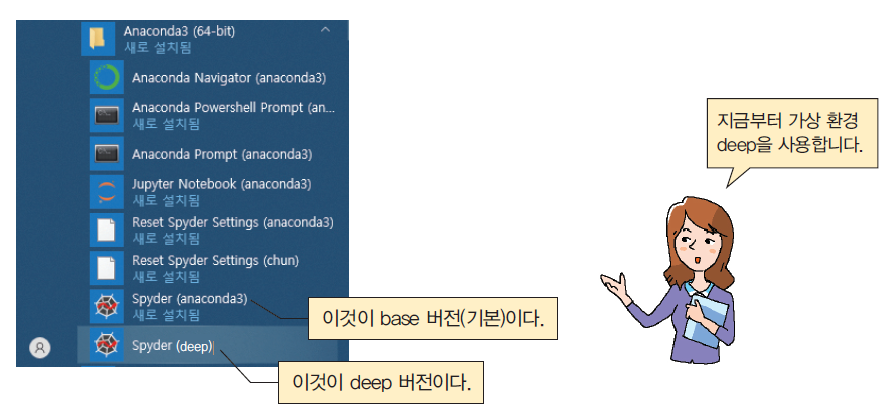 Anaconda3 (64-bit)
새로 설치됨
Anaconda Navigator (anaconda3)
Anaconda Powershell Prompt (an...
새로 설치됨
Anaconda Prompt (anaconda3)
Jupyter Notebook (anaconda3)
새로 설치됨
Reset Spyder Settings (anaconda3)
새로 설치됨
Reset Spyder Settings (chun)
새로 설치됨
Spyder (anaconda3)
새로 설치됨
Spyder (deep)
이것이 base 버전(기본)이다.
이것이 deep 버전이다.
지금부터 가상 환경
deep을 사용합니다.